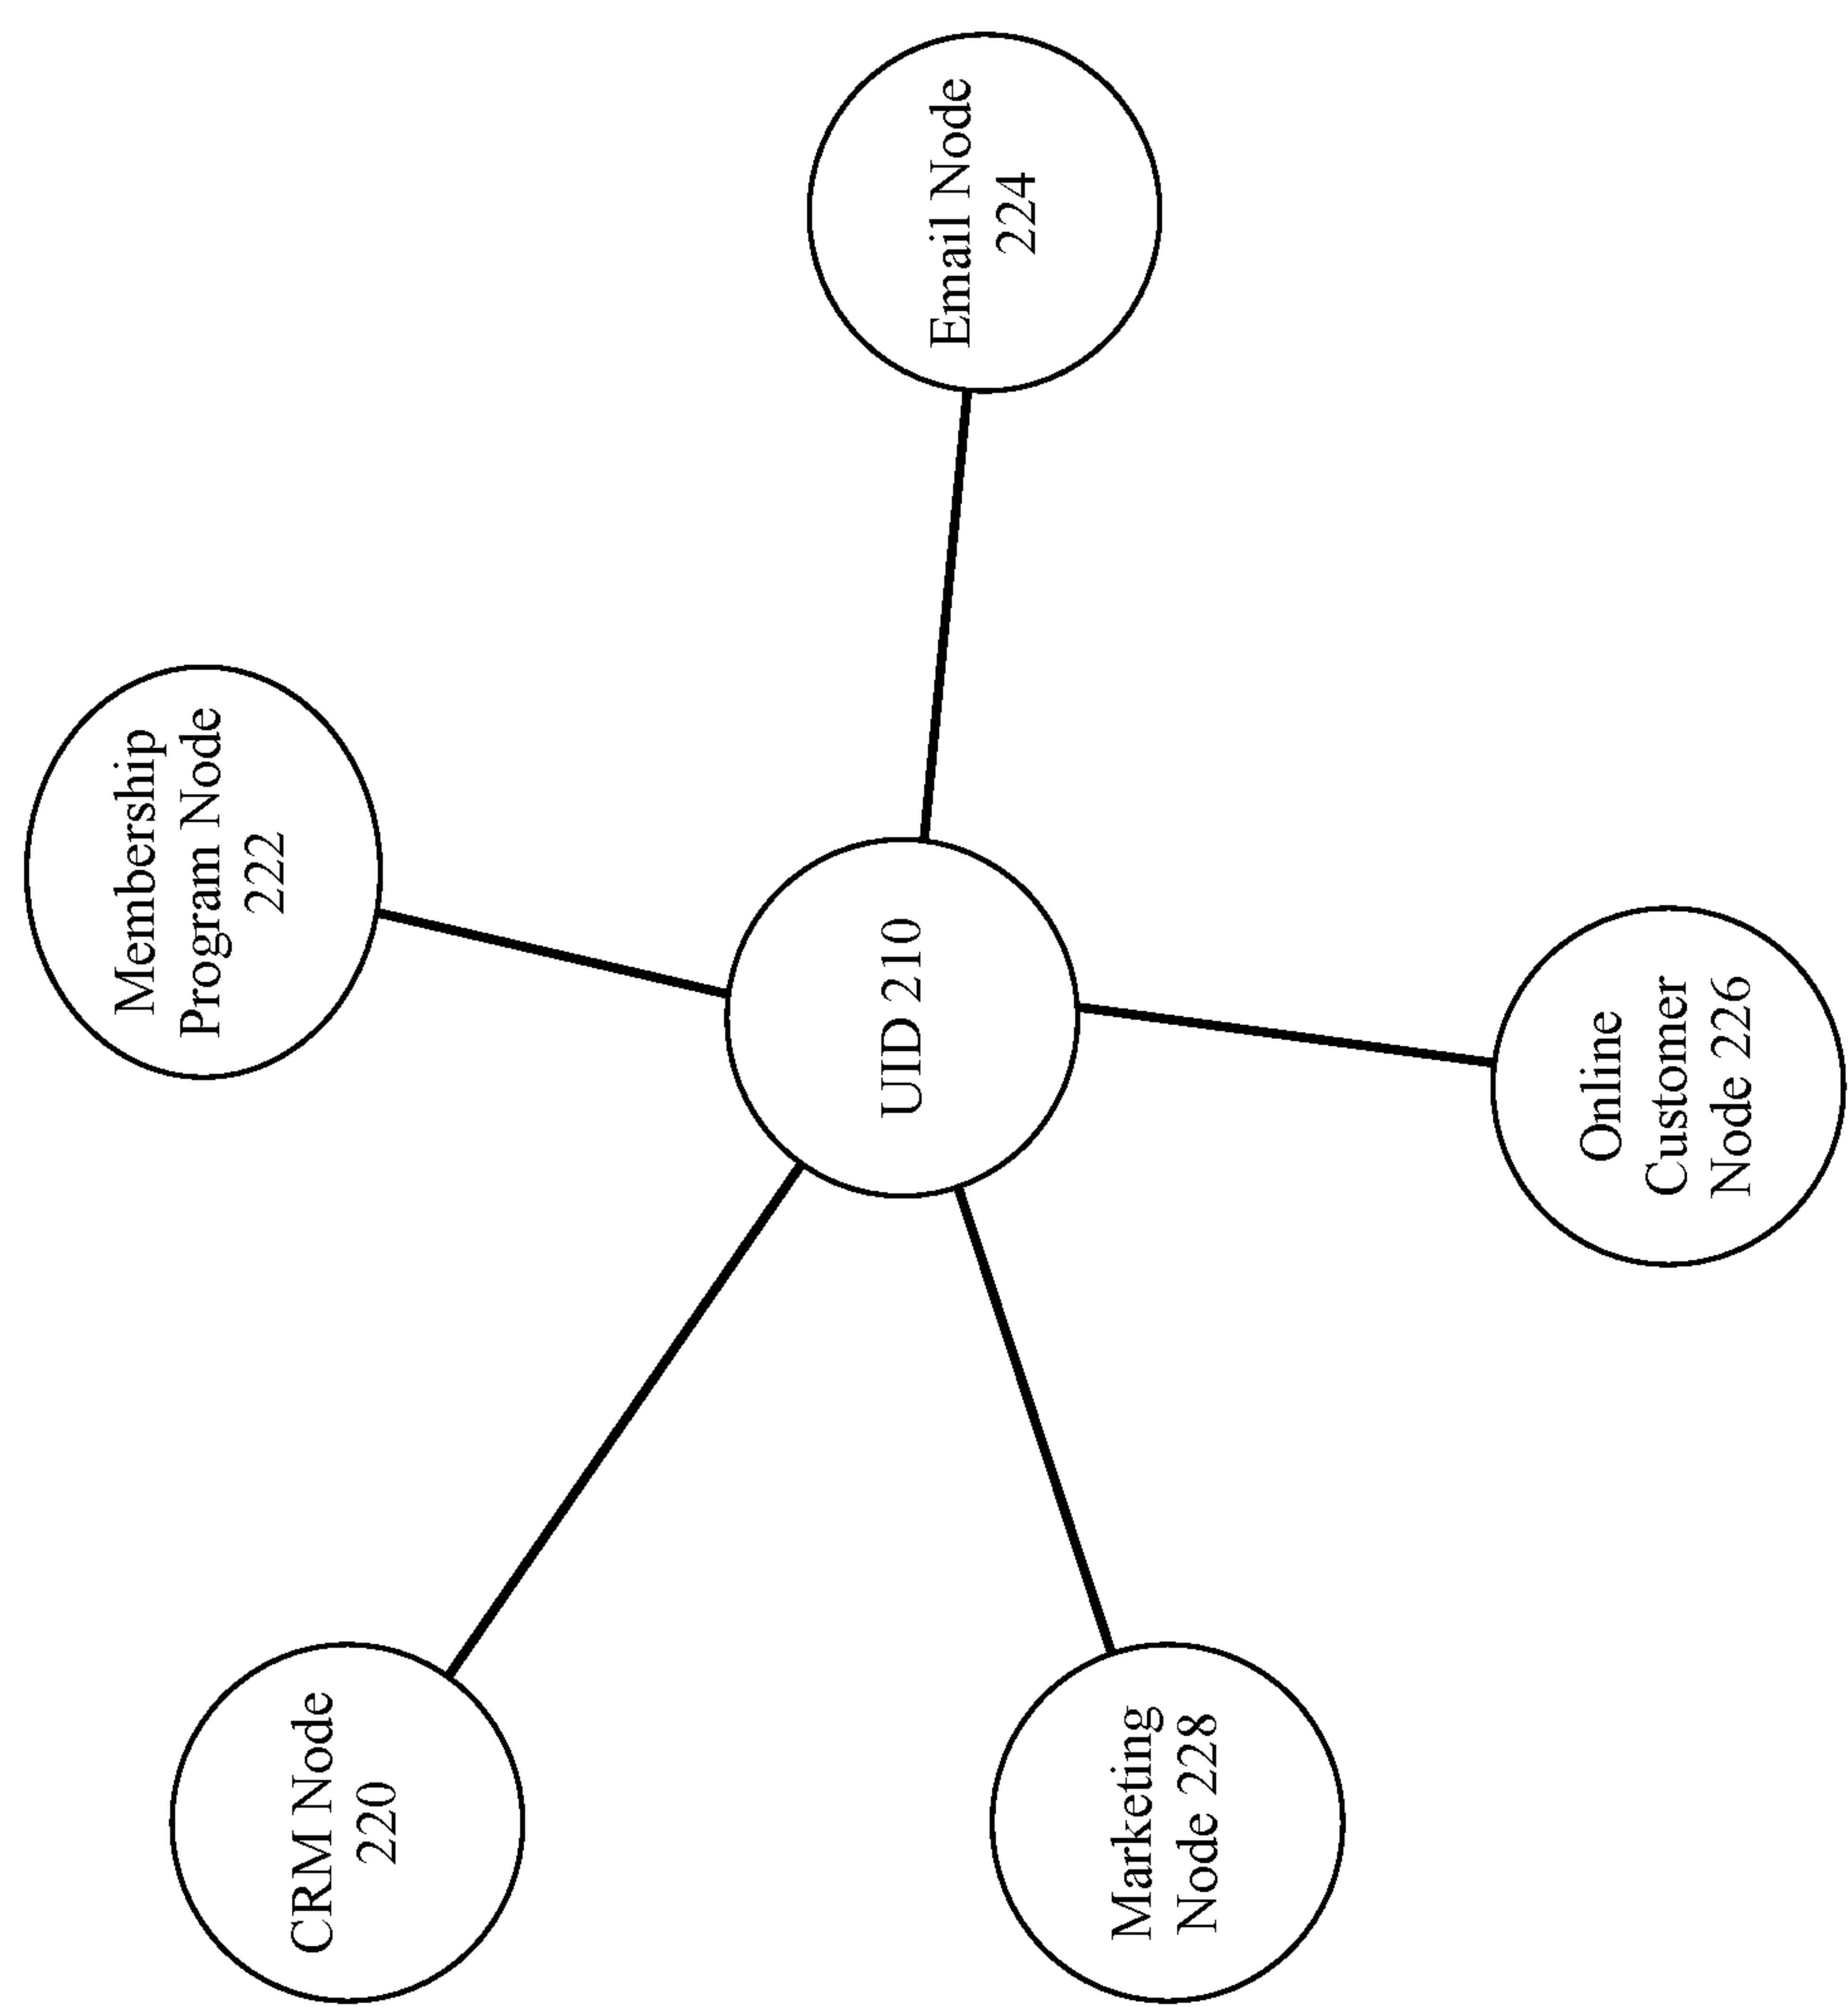 Membership
Program Node
222
CRM Node
220
UID 210
Email Node
224
Marketing
Node 228
Online
Customer
Node 226